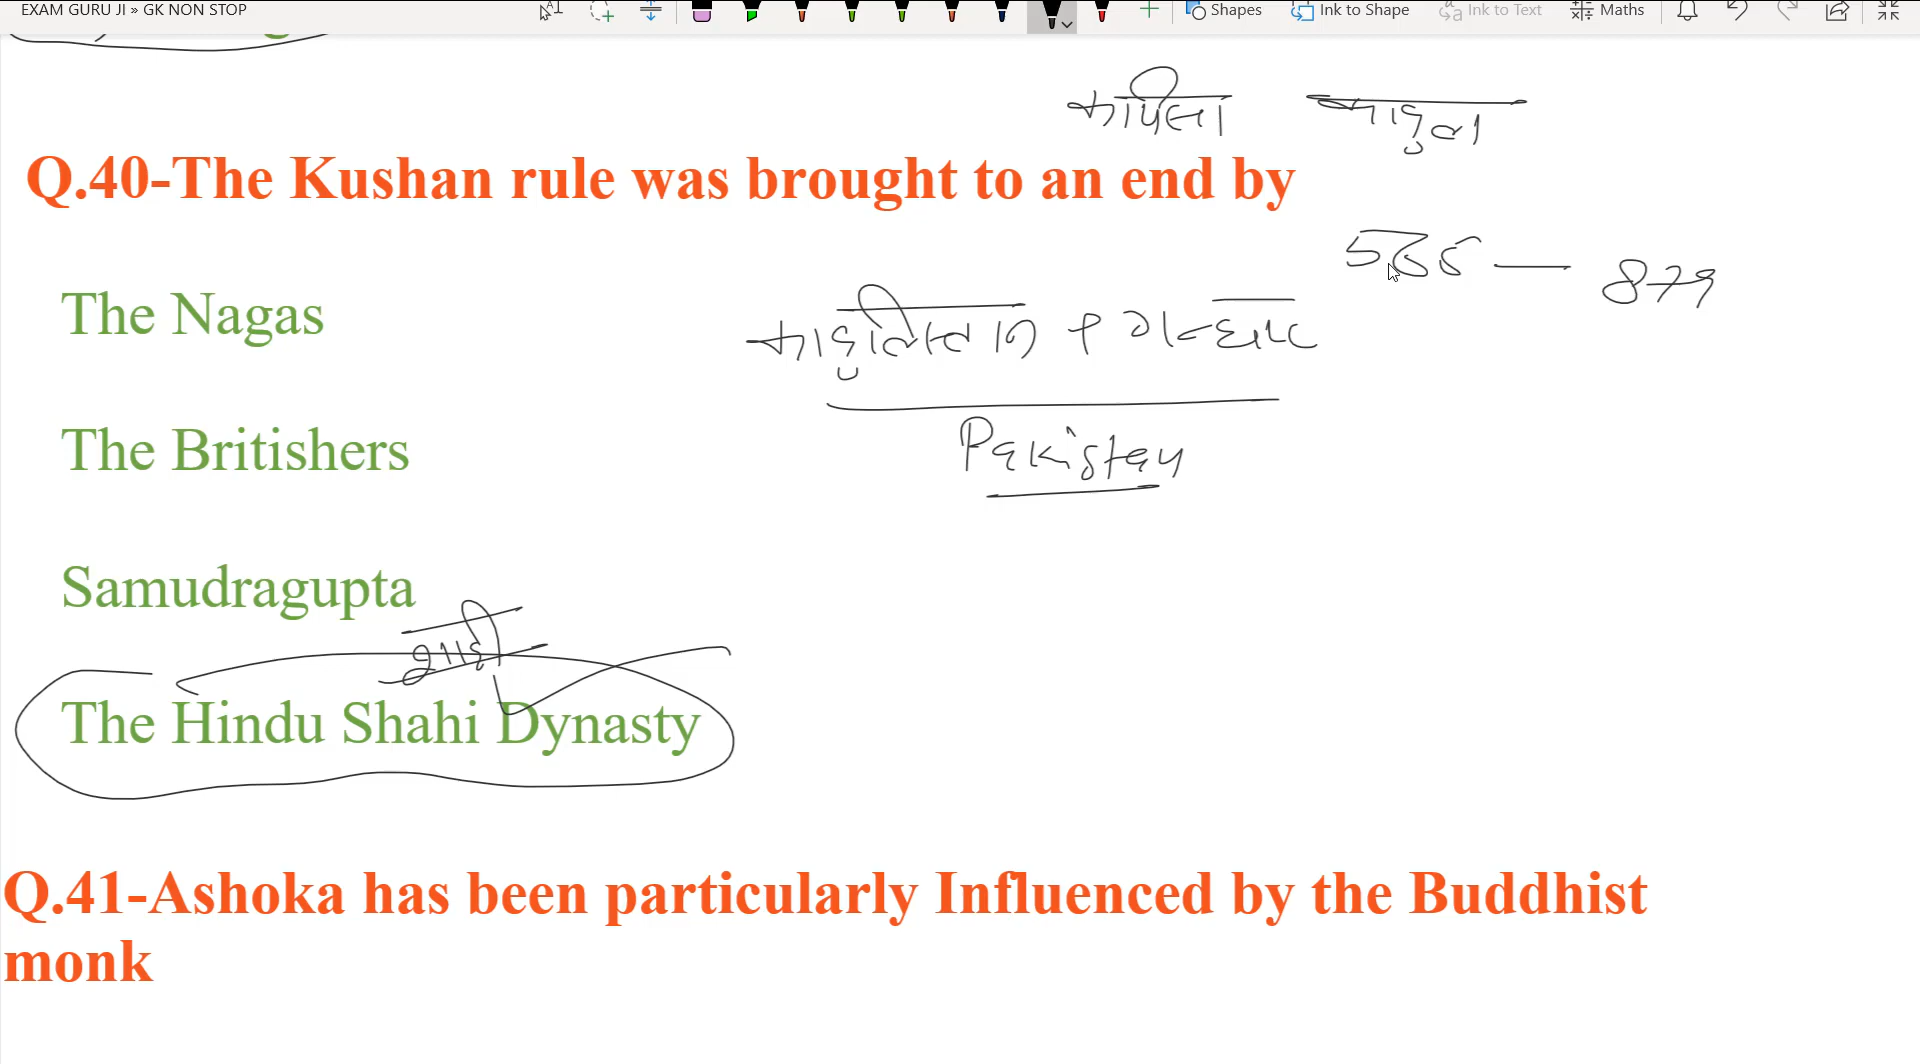 EXAM GURU JI » GK NON STOP
Shapes
Ink to Shape
Ink to Text
Maths
Q.40-The Kushan rule was brought to an end by
565 — 879
The Nagas
Pakistan
The Britishers
Samudragupta
शाही
The Hindu Shahi Dynasty
Q.41-Ashoka has been particularly Influenced by the Buddhist
monk